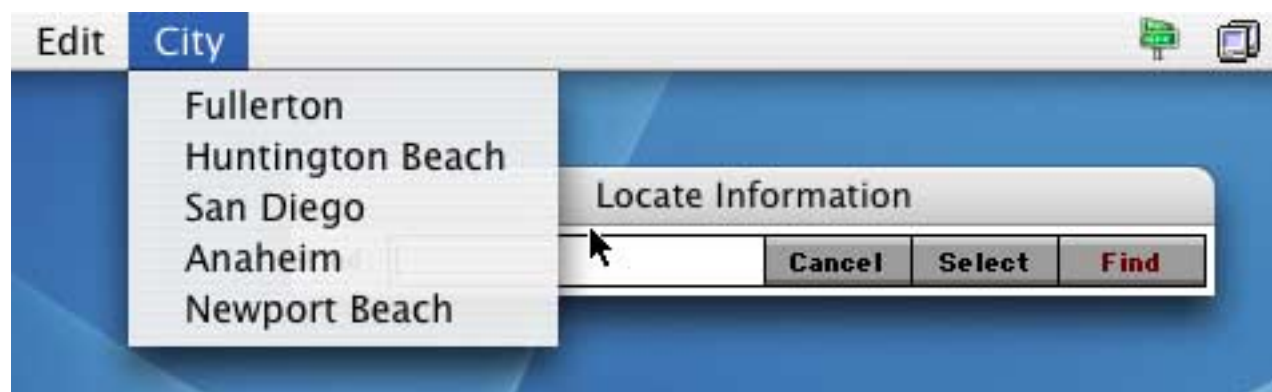 Edit City
Fullerton
Huntington Beach
San Diego
Anaheim
Newport Beach
Locate Information
Cancel Select Find